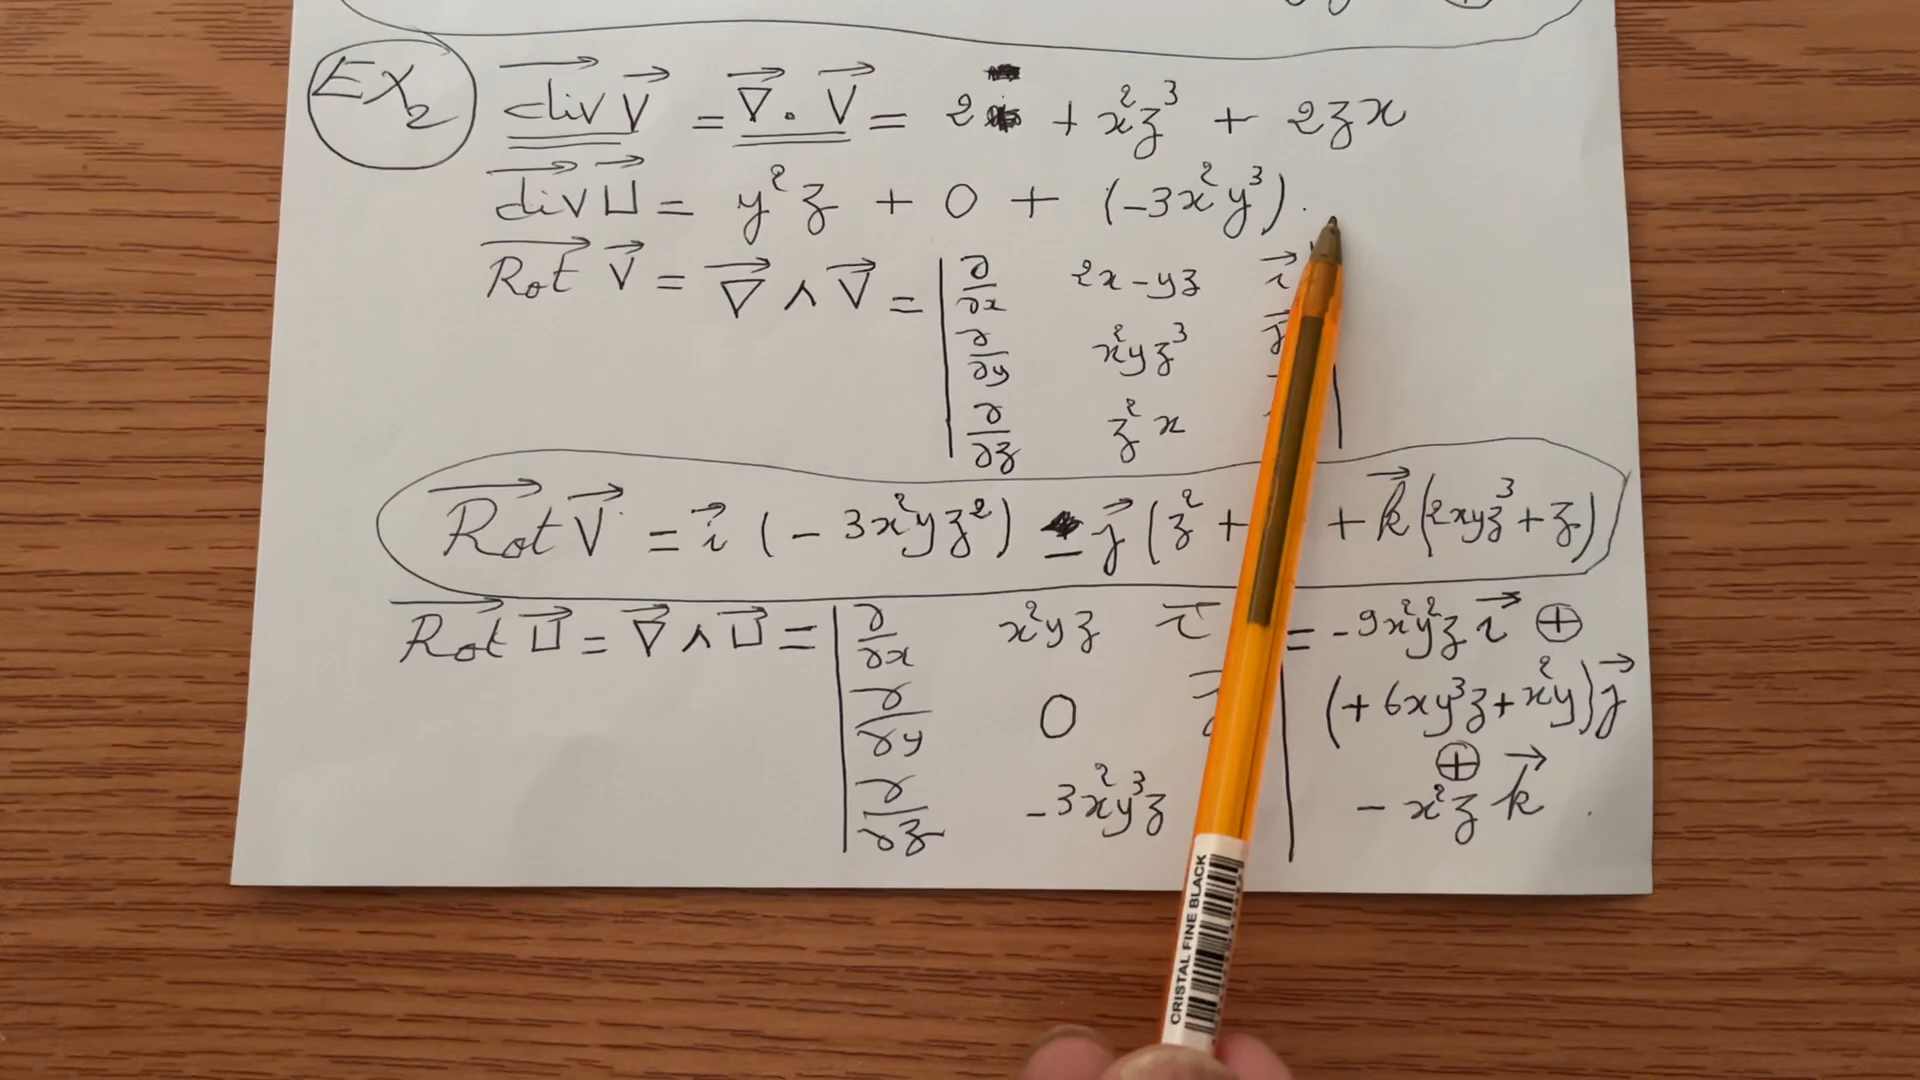 EX2
div V = ∇ . V = 2 + x²z³ + 2zx
div U = y²z + 0 + (-3x²y³).
Rot V = ∇ ∧ V = | ∂/∂x 2x-yz i
∂/∂y x²yz³ j
∂/∂z z²x |
Rot V = i (- 3x²yz²) - j (z² + + k (2xyz³ + z)
Rot U = ∇ ∧ U = | ∂/∂x x²yz i | = -9x²y²z i ⊕
∂/∂y 0 (+ 6xy³z + x²y) j
⊕
∂/∂z -3x²y³z - x²z k .
CRISTAL FINE BLACK